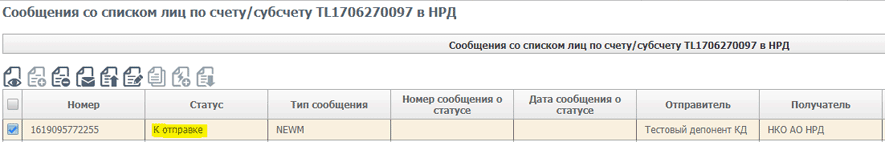 Сообщения со списком лиц по счету/субсчету TL1706270097 в НРД
Сообщения со списком лиц по счету/субсчету TL1706270097 в НРД
Номер Статус Тип сообщения Номер сообщения о статусе Дата сообщения о статусе Отправитель Получатель
1619095772255 К отправке NEWM Тестовый депонент КД НКО АО НРД